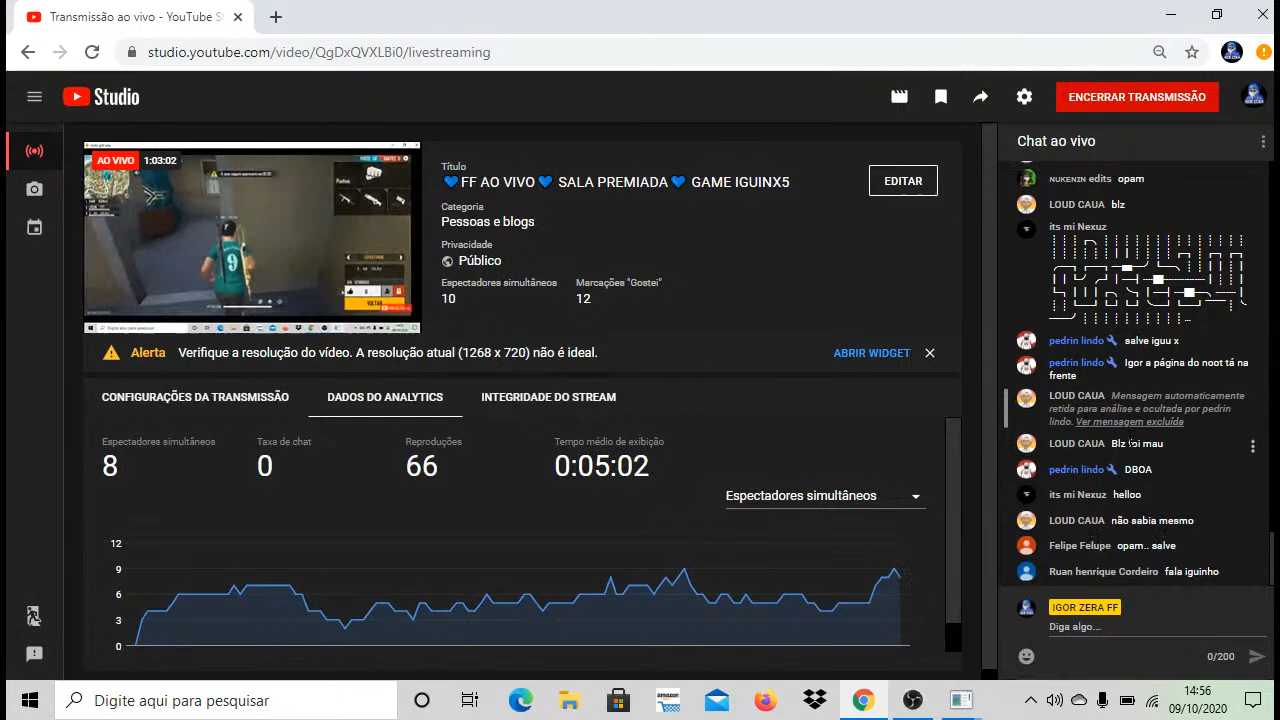 Transmissão ao vivo - YouTube S
studio.youtube.com/video/QgDxQVXLBi0/livestreaming
Studio
ENCERRAR TRANSMISSÃO
AO VIVO 1:03:02
VOLTAR
Título
💙FF AO VIVO💙 SALA PREMIADA💙 GAME IGUINX5
EDITAR
Categoria
Pessoas e blogs
Privacidade
Público
Espectadores simultâneos
Marcações "Gostei"
10
12
Alerta Verifique a resolução do vídeo. A resolução atual (1268 x 720) não é ideal.
ABRIR WIDGET
CONFIGURAÇÕES DA TRANSMISSÃO
DADOS DO ANALYTICS
INTEGRIDADE DO STREAM
Espectadores simultâneos
Taxa de chat
Reproduções
Tempo médio de exibição
8
0
66
0:05:02
Espectadores simultâneos
12
9
6
3
0
Chat ao vivo
NUKENIN edits opam
LOUD CAUA blz
its mi Nexuz
pedrin lindo salve iguu x
pedrin lindo Igor a página do noot tá na
frente
LOUD CAUA Mensagem automaticamente
retida para análise e ocultada por pedrin
lindo. Ver mensagem excluída
LOUD CAUA Blz foi mau
pedrin lindo DBOA
its mi Nexuz helloo
LOUD CAUA não sabia mesmo
Felipe Felupe opam.. salve
Ruan henrique Cordeiro fala iguinho
IGOR ZERA FF
Diga algo...
0/200
Digite aqui para pesquisar
amazon
14:56
09/10/2020